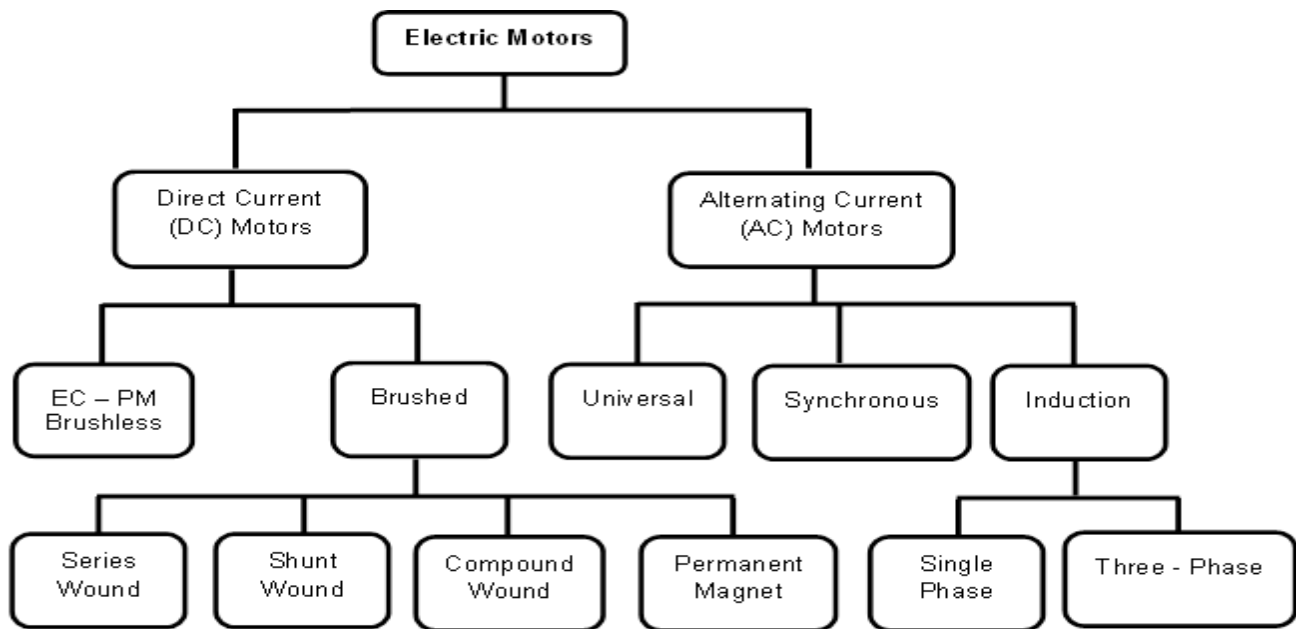 Electric Motors
Direct Current
(DC) Motors
Alternating Current
(AC) Motors
EC – PM
Brushless
Brushed
Universal
Synchronous
Induction
Series
Wound
Shunt
Wound
Compound
Wound
Permanent
Magnet
Single
Phase
Three - Phase